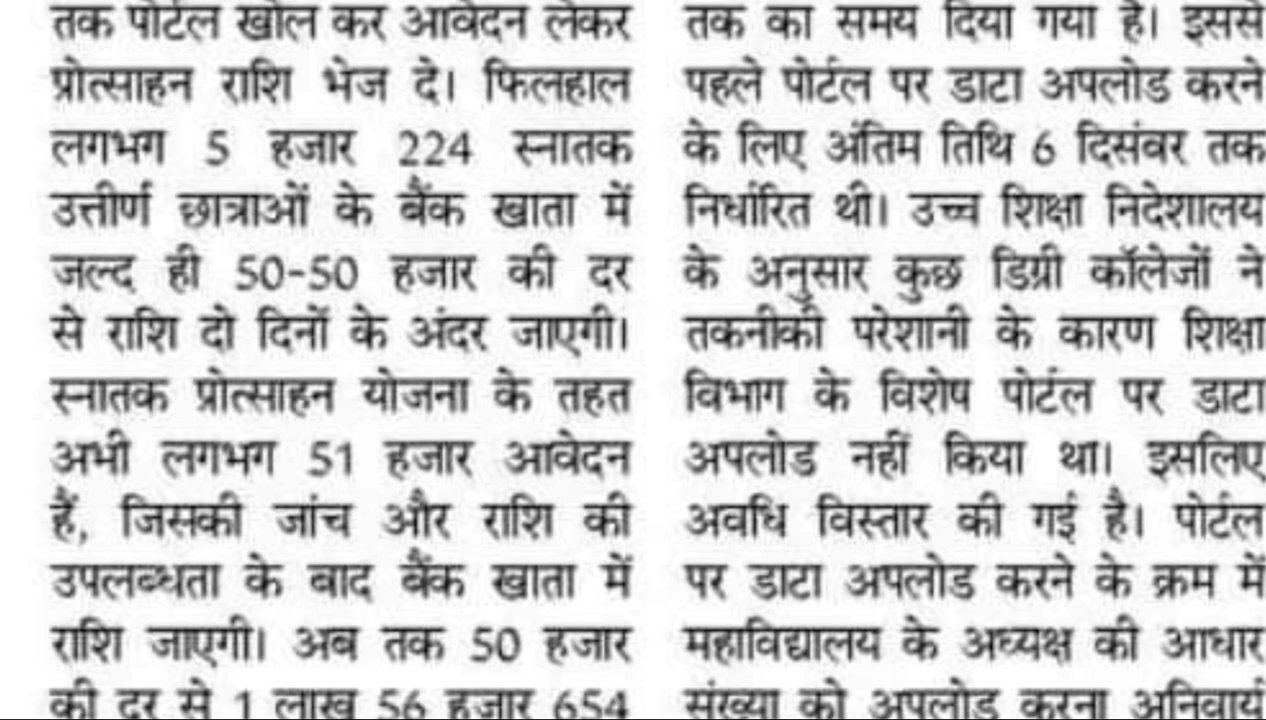 तक पोर्टल खोल कर आवेदन लेकर
प्रोत्साहन राशि भेज दे। फिलहाल
लगभग 5 हजार 224 स्नातक
उत्तीर्ण छात्राओं के बैंक खाता में
जल्द ही 50-50 हजार की दर
से राशि दो दिनों के अंदर जाएगी।
स्नातक प्रोत्साहन योजना के तहत
अभी लगभग 51 हजार आवेदन
हैं, जिसकी जांच और राशि की
उपलब्धता के बाद बैंक खाता में
राशि जाएगी। अब तक 50 हजार
की दर से 1 लाख 56 हजार 654
तक का समय दिया गया है। इससे
पहले पोर्टल पर डाटा अपलोड करने
के लिए अंतिम तिथि 6 दिसंबर तक
निर्धारित थी। उच्च शिक्षा निदेशालय
के अनुसार कुछ डिग्री कॉलेजों ने
तकनीकी परेशानी के कारण शिक्षा
विभाग के विशेष पोर्टल पर डाटा
अपलोड नहीं किया था। इसलिए
अवधि विस्तार की गई है। पोर्टल
पर डाटा अपलोड करने के क्रम में
महाविद्यालय के अध्यक्ष की आधार
संख्या को अपलोड करना अनिवार्य